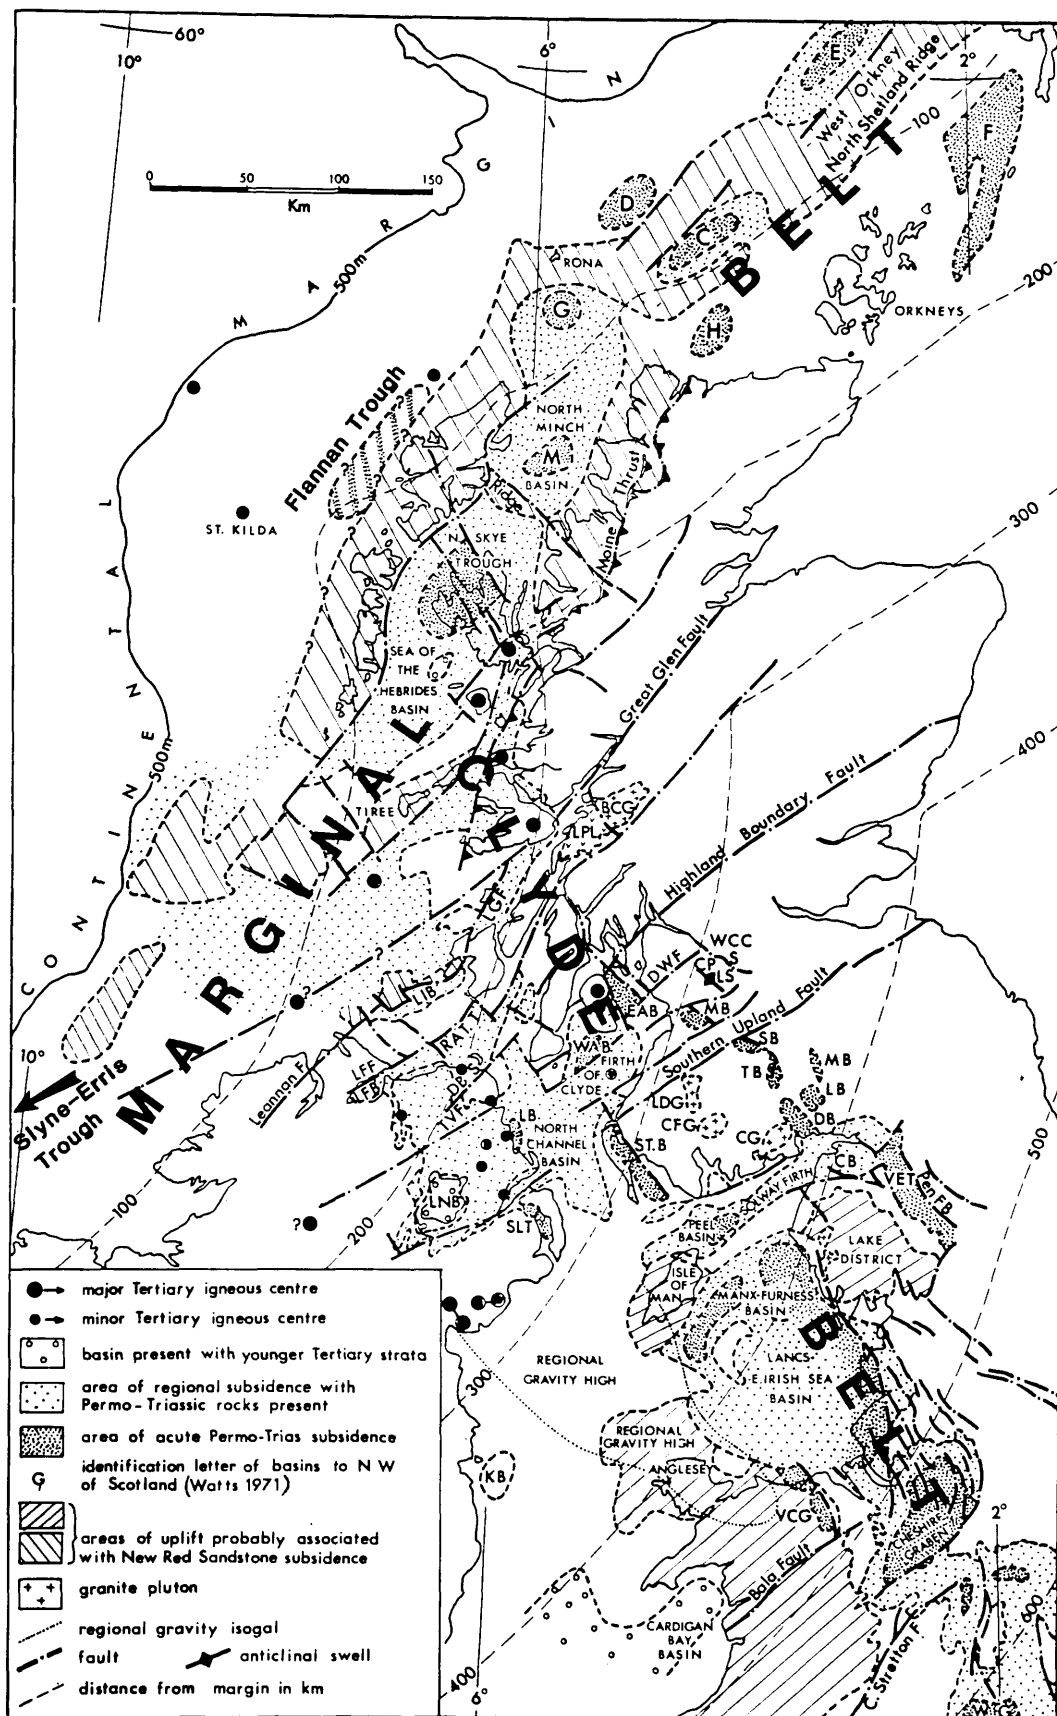 60°
10°
6°
N
I
G
R
A
M
500m
CONTINENTAL
500m
0 50 100 150
Km
E
2°
West Orkney
North Shetland Ridge
100
F
D
C
RONA
G
H
ORKNEYS
200
MARGINAL BELT
Flannan Trough
NORTH
MINCH
M
BASIN
Ridge
Moine Thrust
ST. KILDA
N. SKYE
TROUGH
300
SEA OF
THE
HEBRIDES
BASIN
Great Glen Fault
400
TIREE
BCG
LPL
Highland Boundary Fault
CLYDE BELT
LGF
WCC
CP
S
LS
DWF
LIB
EAB
MB
RATT
WAB
FIRTH
OF
CLYDE
Southern Upland Fault
SB
TB
MB
LB
DB
10°
Slyne-Erris
Trough
Leannan F.
LFF
LFB
DBS
TVF
LDG
CFG
CG
500
LB
NORTH
CHANNEL
BASIN
ST.B
CB
VET
Pen FB
SOLWAY FIRTH
PEEL
BASIN
LNB
SLT
100
200
?
LAKE
DISTRICT
ISLE
OF
MAN
MANX-FURNESS
BASIN
REGIONAL
GRAVITY HIGH
LANCS-
E. IRISH SEA
BASIN
300
REGIONAL
GRAVITY HIGH
ANGLESEY
KB
VCG
CHESHIRE
GRABEN
2°
Bala Fault
600
CARDIGAN
BAY
BASIN
C. Stretton F.
400
6°
major Tertiary igneous centre
minor Tertiary igneous centre
basin present with younger Tertiary strata
area of regional subsidence with
Permo-Triassic rocks present
area of acute Permo-Trias subsidence
G identification letter of basins to N W
of Scotland (Watts 1971)
areas of uplift probably associated
with New Red Sandstone subsidence
granite pluton
regional gravity isogal
fault anticlinal swell
distance from margin in km